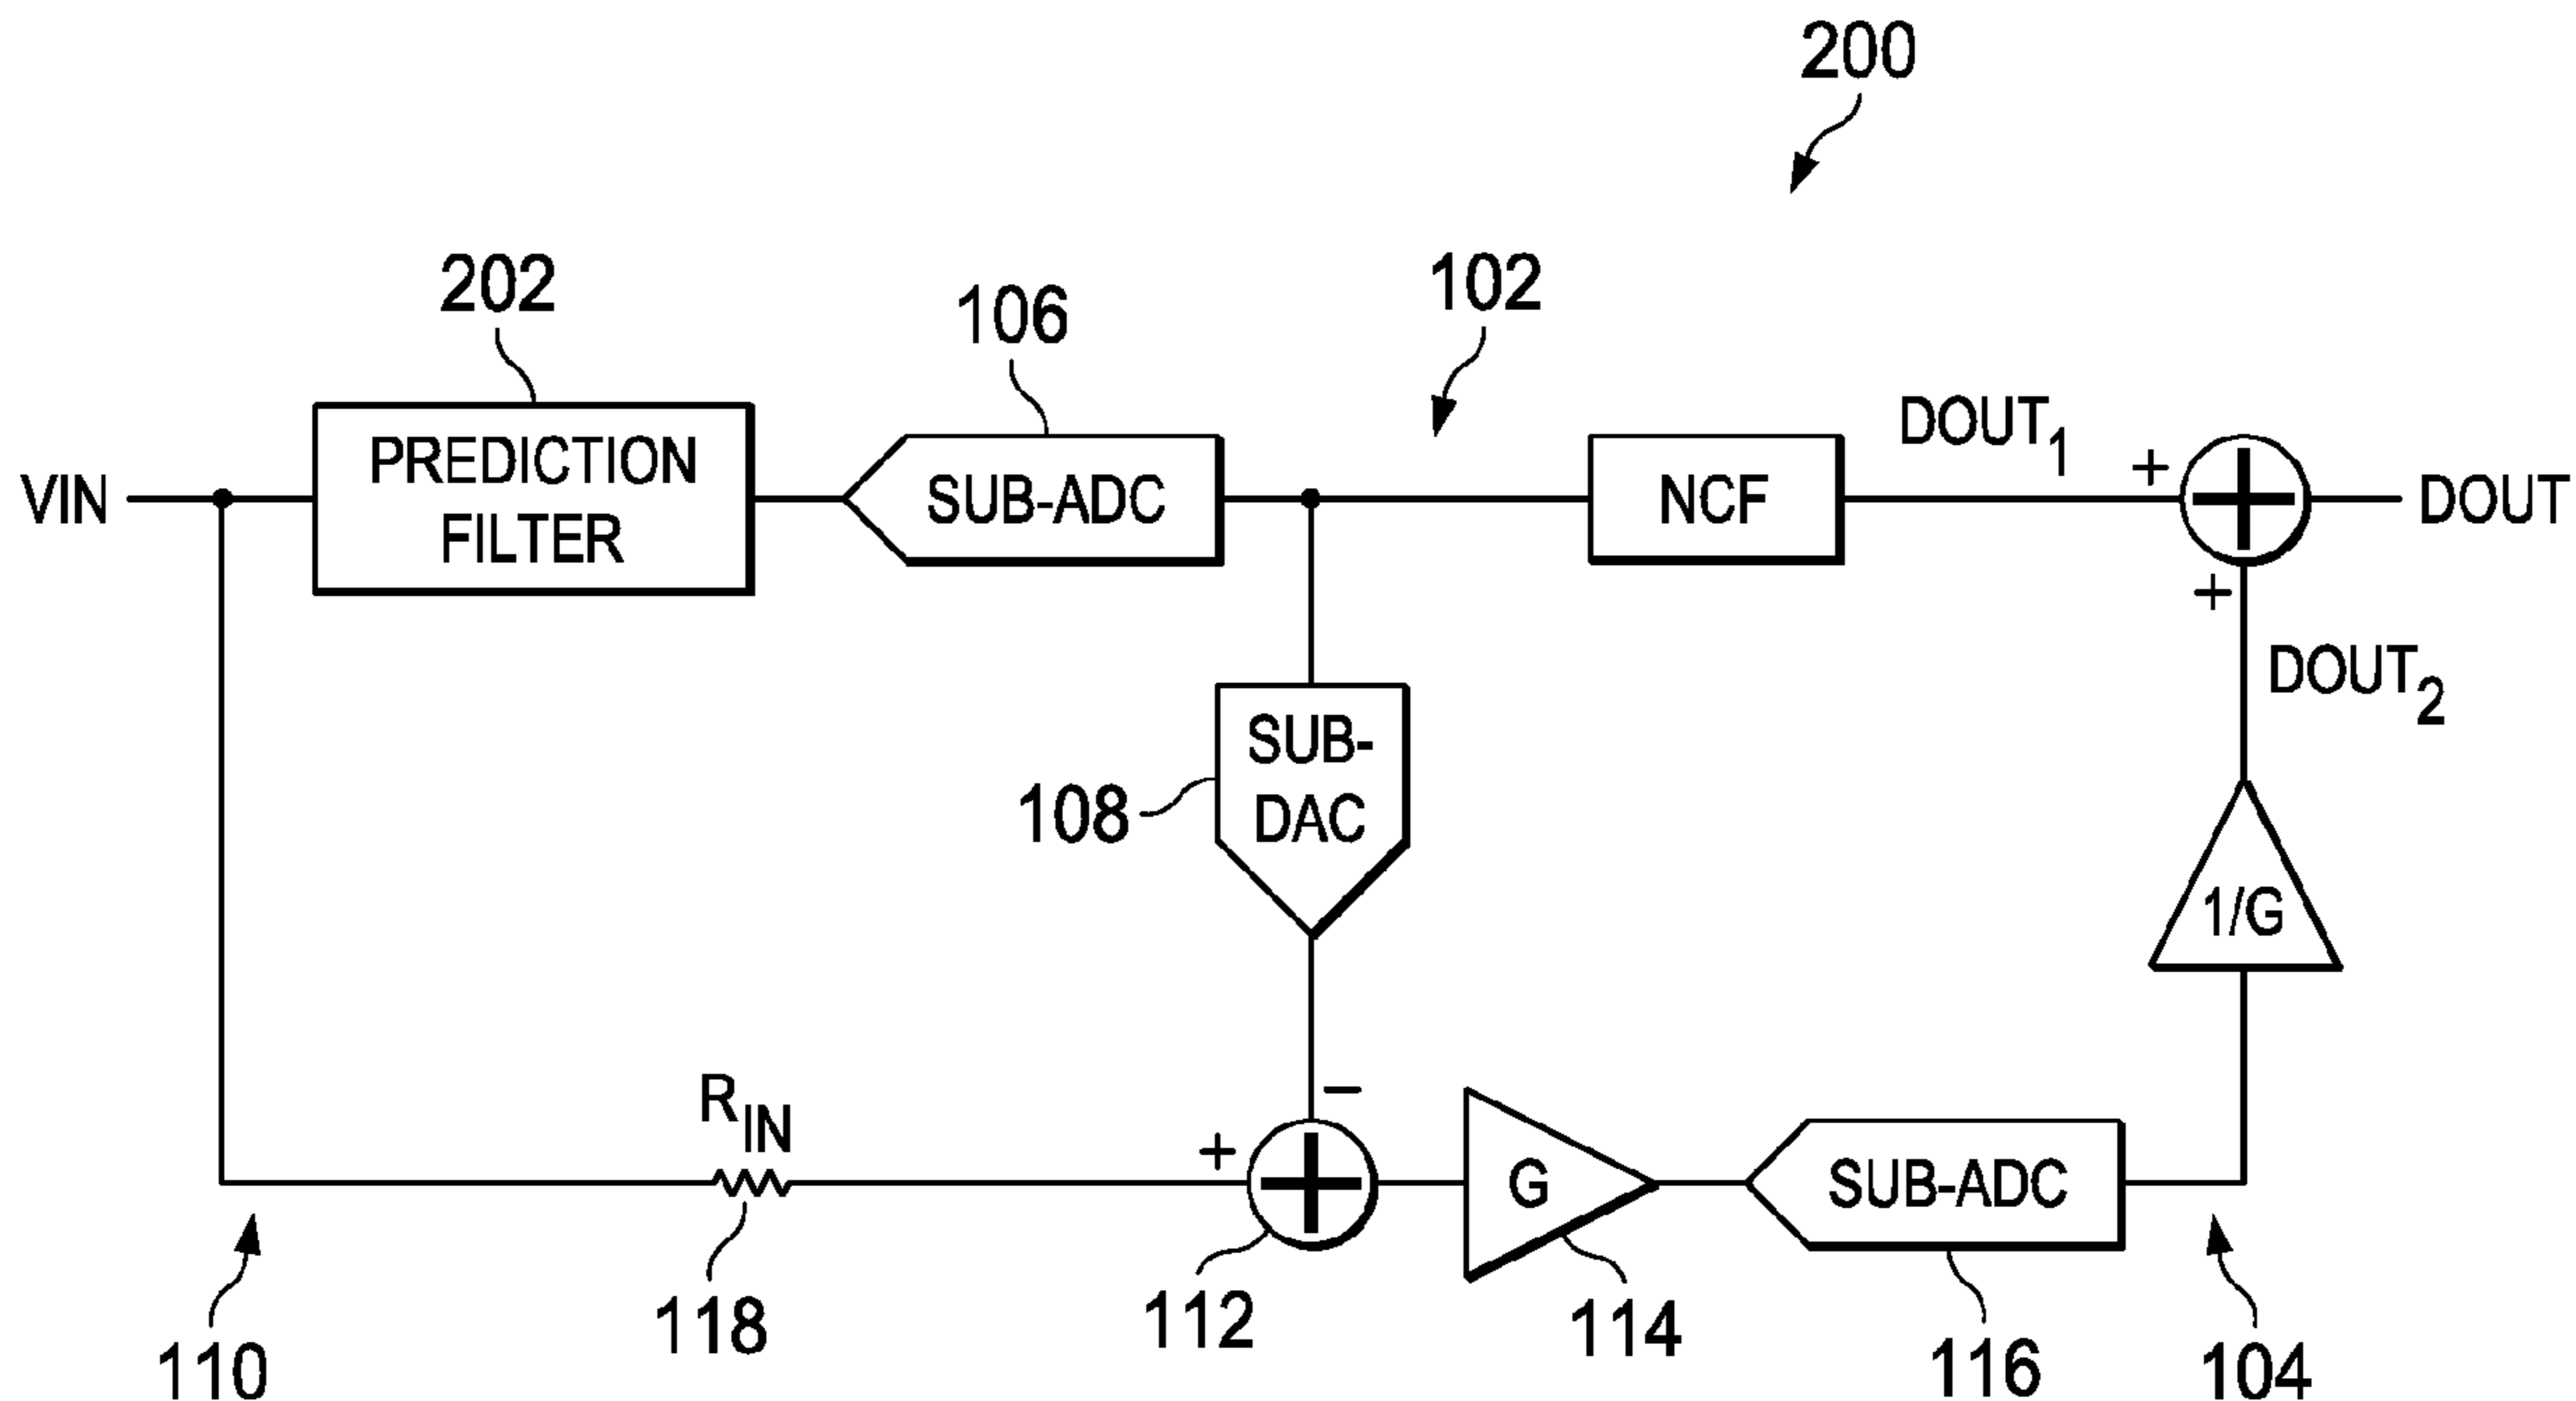 200
202
106
102
PREDICTION
FILTER
VIN
SUB-ADC
NCF
DOUT1
+
DOUT
+
DOUT2
SUB-
DAC
108
1/G
RIN
−
+
G
SUB-ADC
110
118
112
114
116
104